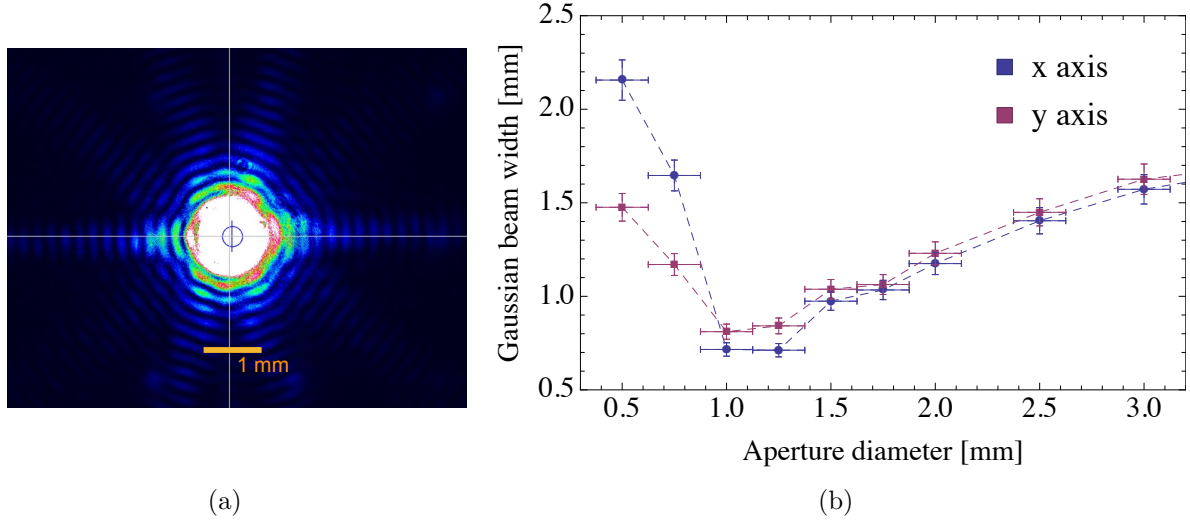 1 mm
(a)
Gaussian beam width [mm]
2.5
2.0
1.5
1.0
0.5
x axis
y axis
0.5 1.0 1.5 2.0 2.5 3.0
Aperture diameter [mm]
(b)